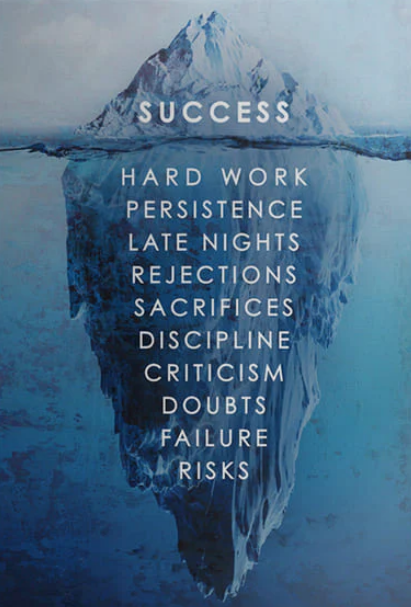 SUCCESS
HARD WORK
PERSISTENCE
LATE NIGHTS
REJECTIONS
SACRIFICES
DISCIPLINE
CRITICISM
DOUBTS
FAILURE
RISKS